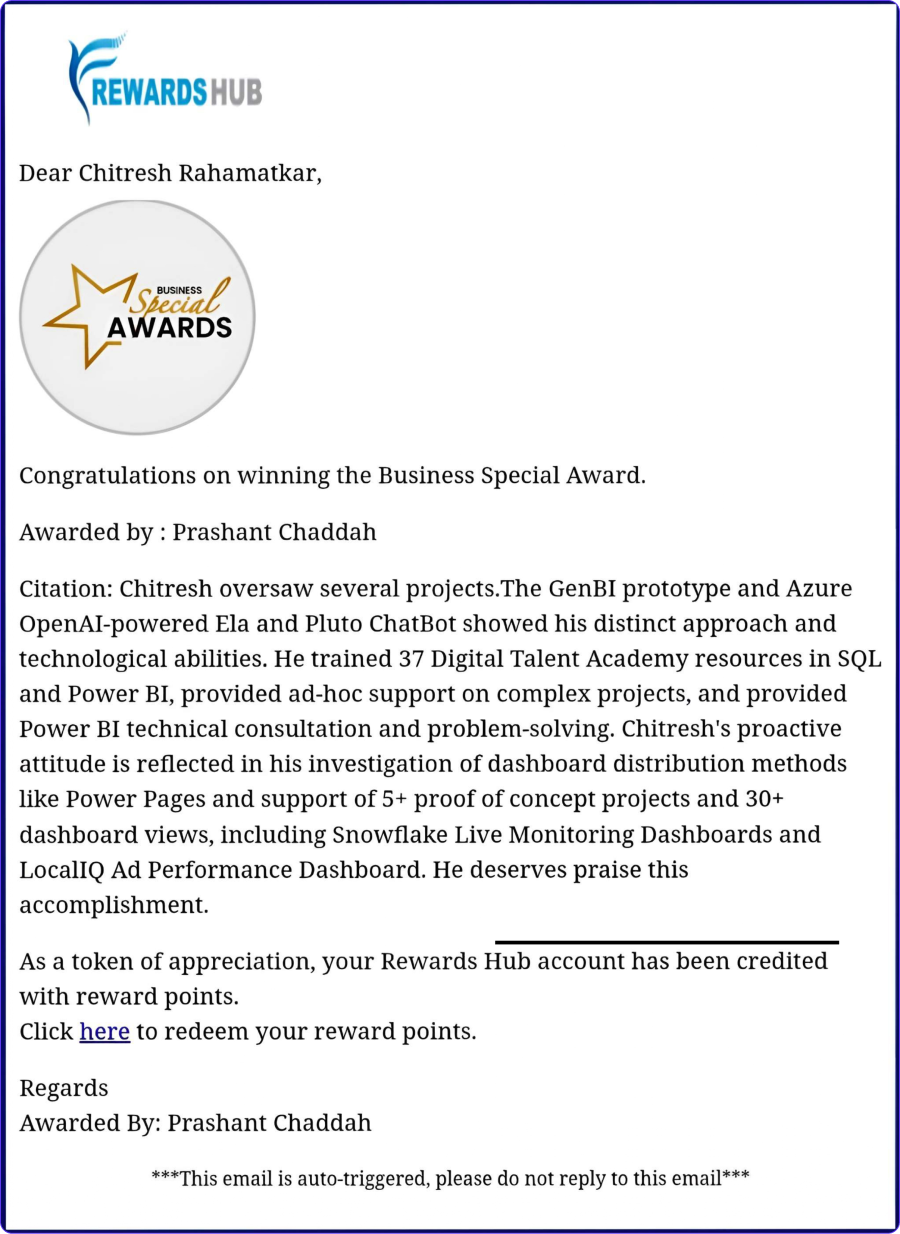 REWARDS HUB
Dear Chitresh Rahamatkar,
BUSINESS
Special
AWARDS
Congratulations on winning the Business Special Award.
Awarded by : Prashant Chaddah
Citation: Chitresh oversaw several projects.The GenBI prototype and Azure
OpenAI-powered Ela and Pluto ChatBot showed his distinct approach and
technological abilities. He trained 37 Digital Talent Academy resources in SQL
and Power BI, provided ad-hoc support on complex projects, and provided
Power BI technical consultation and problem-solving. Chitresh's proactive
attitude is reflected in his investigation of dashboard distribution methods
like Power Pages and support of 5+ proof of concept projects and 30+
dashboard views, including Snowflake Live Monitoring Dashboards and
LocalIQ Ad Performance Dashboard. He deserves praise this
accomplishment.
As a token of appreciation, your Rewards Hub account has been credited
with reward points.
Click here to redeem your reward points.
Regards
Awarded By: Prashant Chaddah
***This email is auto-triggered, please do not reply to this email***